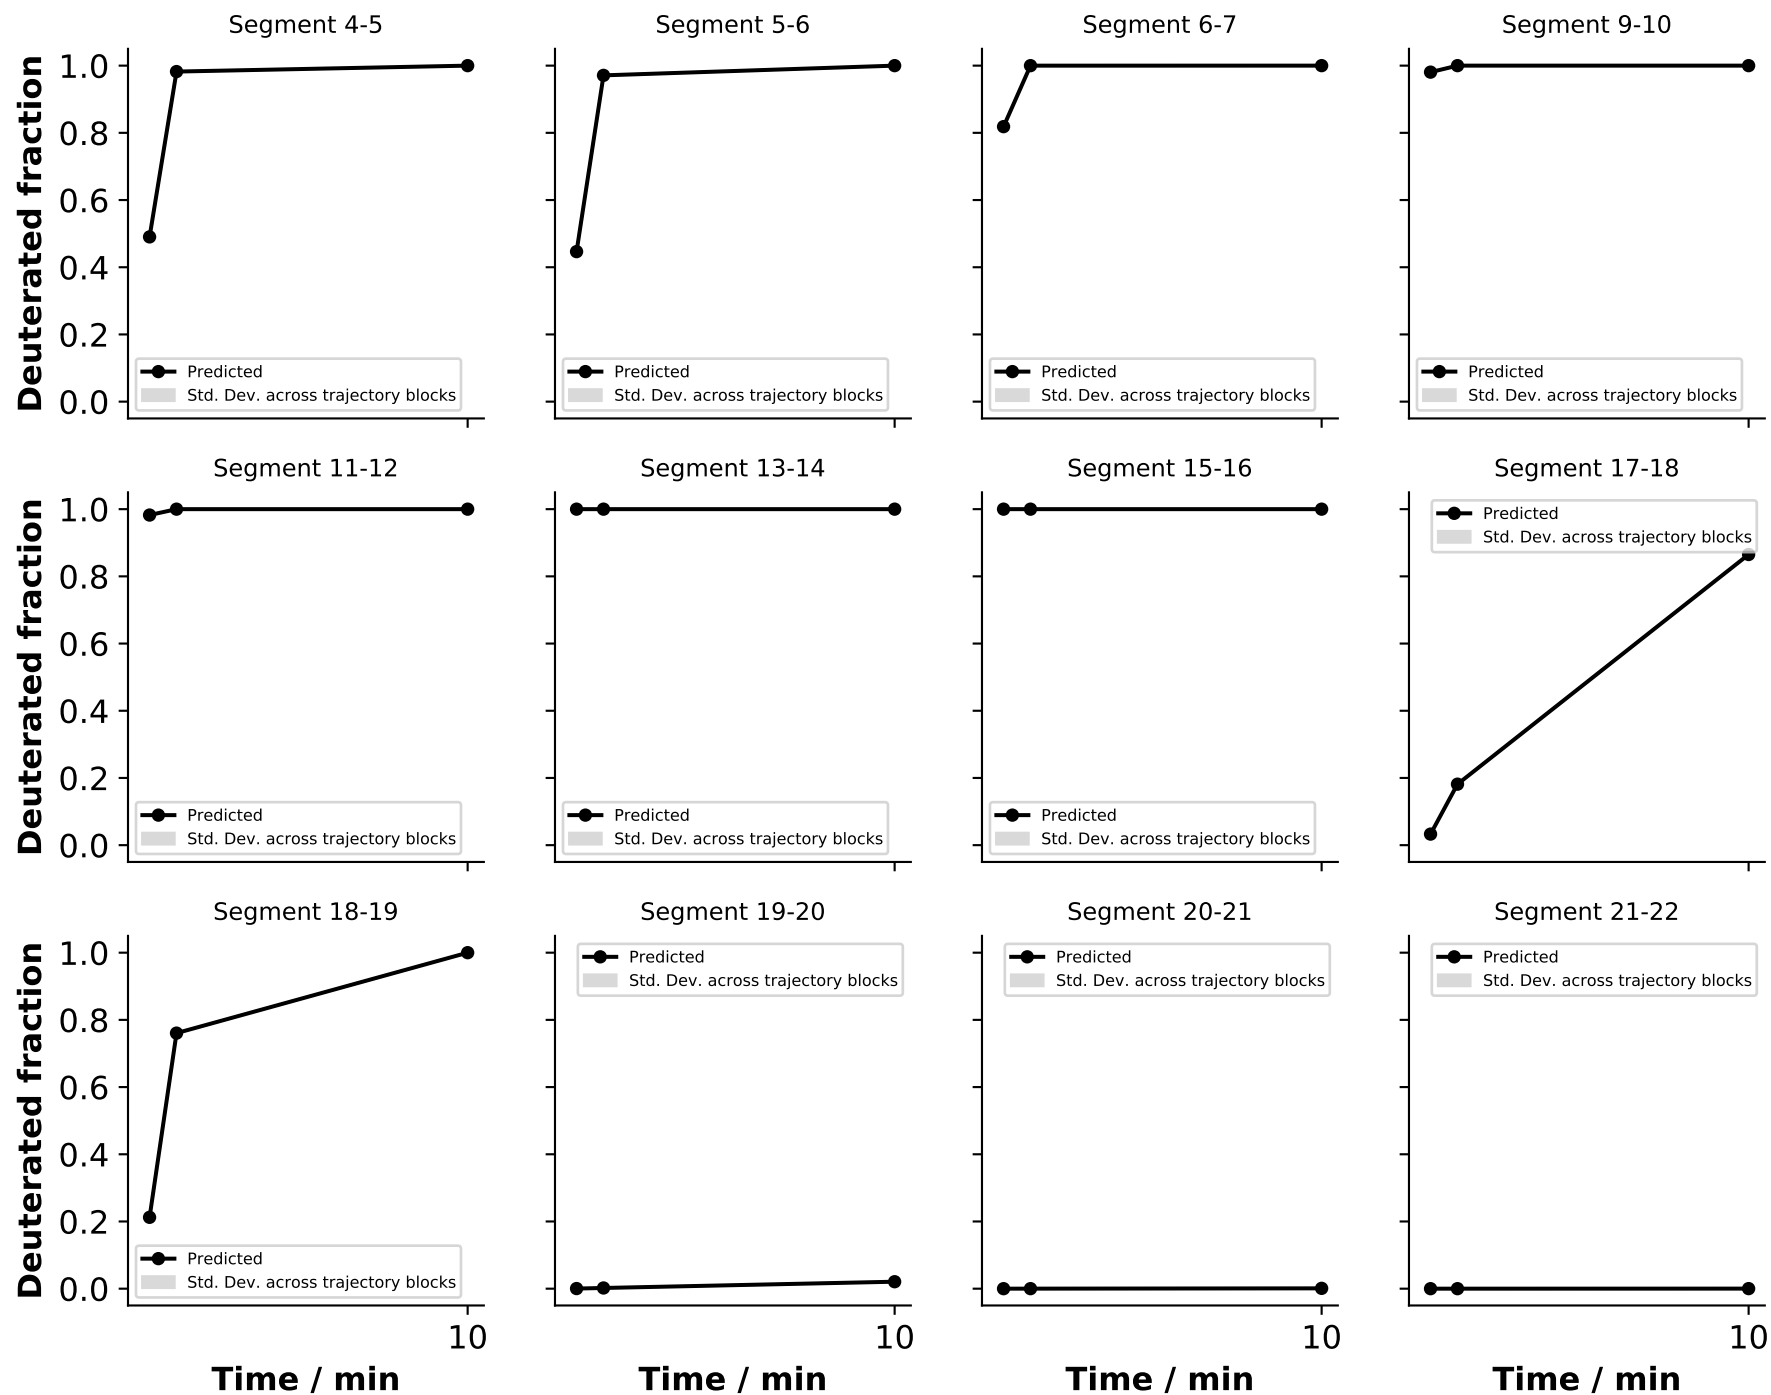 Segment 4-5
Segment 5-6
Segment 6-7
Segment 9-10
Deuterated fraction
1.0
0.8
0.6
0.4
0.2
0.0
Predicted
Std. Dev. across trajectory blocks
Predicted
Std. Dev. across trajectory blocks
Predicted
Std. Dev. across trajectory blocks
Predicted
Std. Dev. across trajectory blocks
Segment 11-12
Segment 13-14
Segment 15-16
Segment 17-18
Deuterated fraction
1.0
0.8
0.6
0.4
0.2
0.0
Predicted
Std. Dev. across trajectory blocks
Predicted
Std. Dev. across trajectory blocks
Predicted
Std. Dev. across trajectory blocks
Predicted
Std. Dev. across trajectory blocks
Segment 18-19
Segment 19-20
Segment 20-21
Segment 21-22
Deuterated fraction
1.0
0.8
0.6
0.4
0.2
0.0
Predicted
Std. Dev. across trajectory blocks
Predicted
Std. Dev. across trajectory blocks
Predicted
Std. Dev. across trajectory blocks
Predicted
Std. Dev. across trajectory blocks
10
10
10
10
Time / min
Time / min
Time / min
Time / min